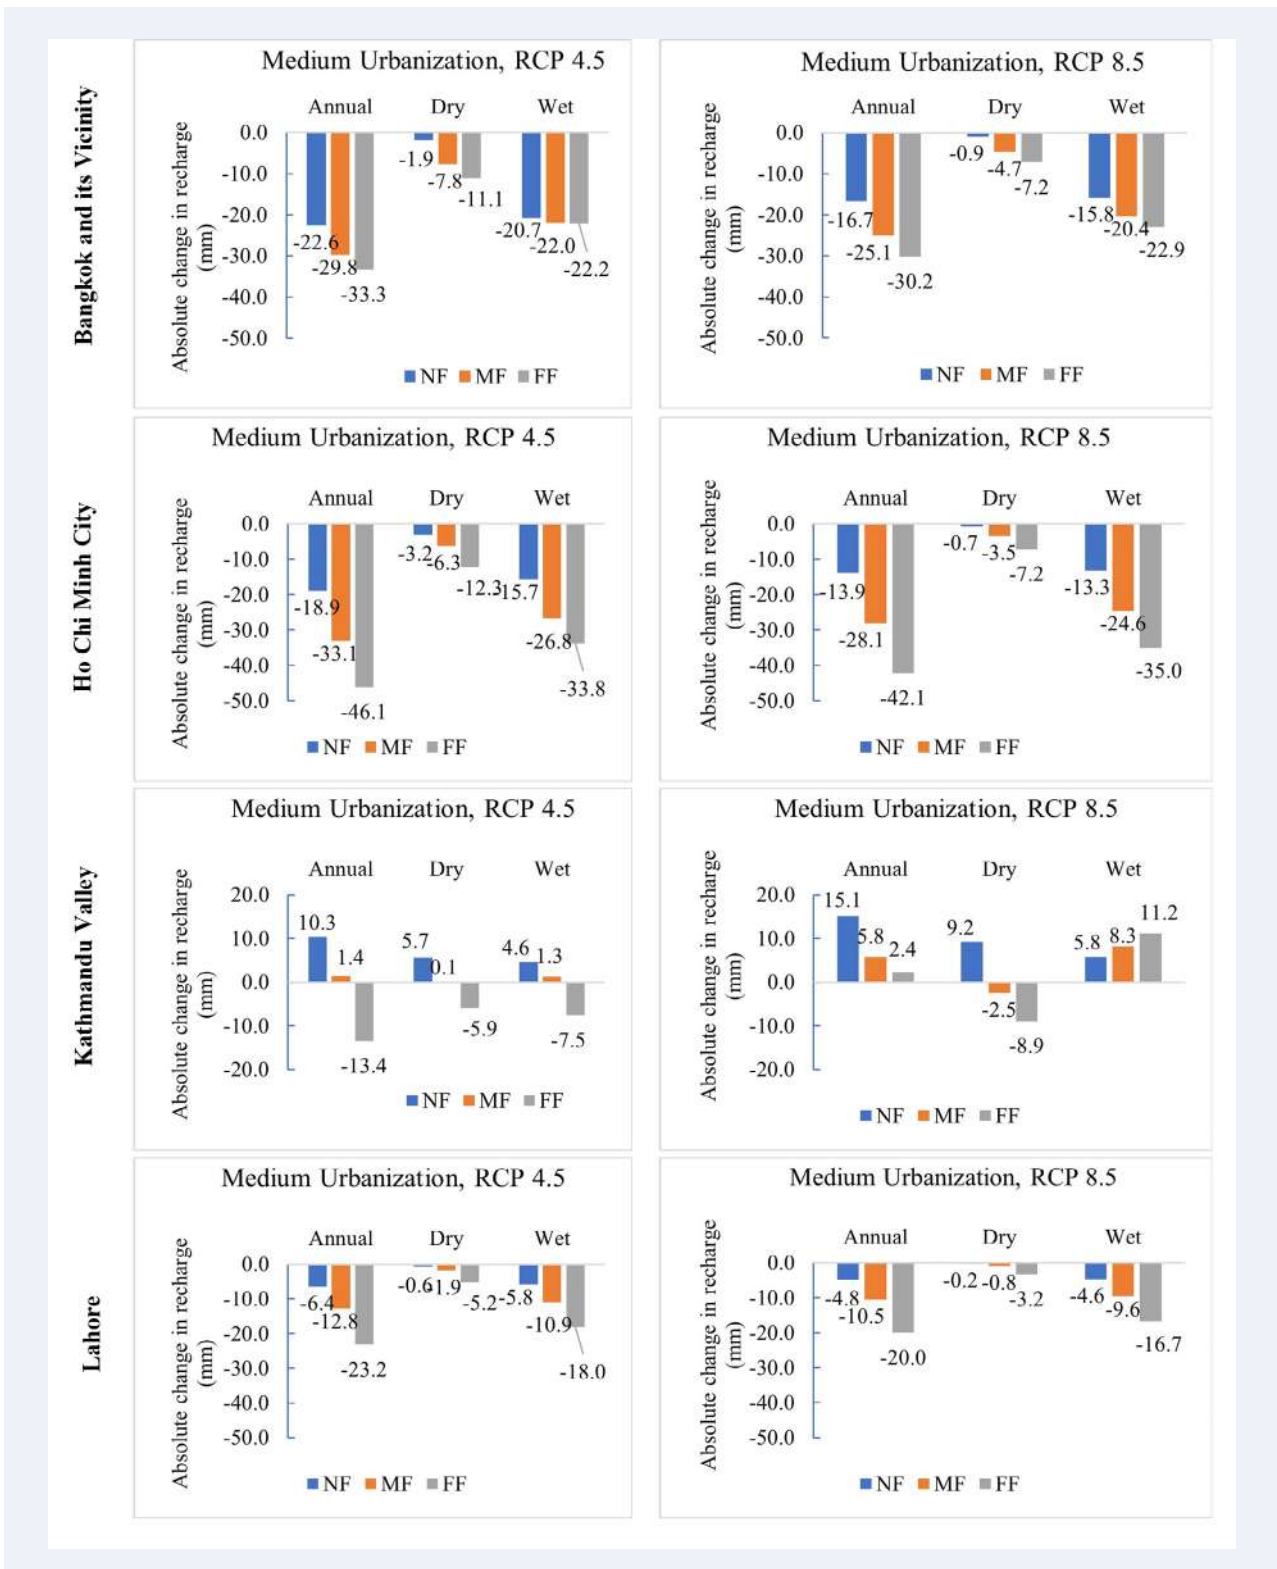 Bangkok and its Vicinity
Medium Urbanization, RCP 4.5
Absolute change in recharge
(mm)
Annual Dry Wet
0.0
-10.0
-20.0
-30.0
-40.0
-50.0
-22.6
-29.8
-33.3
-1.9
-7.8
-11.1
-20.7
-22.0
-22.2
NF MF FF
Medium Urbanization, RCP 8.5
Absolute change in recharge
(mm)
Annual Dry Wet
0.0
-10.0
-20.0
-30.0
-40.0
-50.0
-16.7
-25.1
-30.2
-0.9
-4.7
-7.2
-15.8
-20.4
-22.9
NF MF FF
Ho Chi Minh City
Medium Urbanization, RCP 4.5
Absolute change in recharge
(mm)
Annual Dry Wet
0.0
-10.0
-20.0
-30.0
-40.0
-50.0
-18.9
-33.1
-46.1
-3.2
-6.3
-12.3
-15.7
-26.8
-33.8
NF MF FF
Medium Urbanization, RCP 8.5
Absolute change in recharge
(mm)
Annual Dry Wet
0.0
-10.0
-20.0
-30.0
-40.0
-50.0
-13.9
-28.1
-42.1
-0.7
-3.5
-7.2
-13.3
-24.6
-35.0
NF MF FF
Kathmandu Valley
Medium Urbanization, RCP 4.5
Absolute change in recharge
(mm)
Annual Dry Wet
20.0
10.0
0.0
-10.0
-20.0
10.3
1.4
-13.4
5.7
0.1
-5.9
4.6
1.3
-7.5
NF MF FF
Medium Urbanization, RCP 8.5
Absolute change in recharge
(mm)
Annual Dry Wet
20.0
10.0
0.0
-10.0
-20.0
15.1
5.8
2.4
9.2
-2.5
-8.9
5.8
8.3
11.2
NF MF FF
Lahore
Medium Urbanization, RCP 4.5
Absolute change in recharge
(mm)
Annual Dry Wet
0.0
-10.0
-20.0
-30.0
-40.0
-50.0
-6.4
-12.8
-23.2
-0.6
-1.9
-5.2
-5.8
-10.9
-18.0
NF MF FF
Medium Urbanization, RCP 8.5
Absolute change in recharge
(mm)
Annual Dry Wet
0.0
-10.0
-20.0
-30.0
-40.0
-50.0
-4.8
-10.5
-20.0
-0.2
-0.8
-3.2
-4.6
-9.6
-16.7
NF MF FF